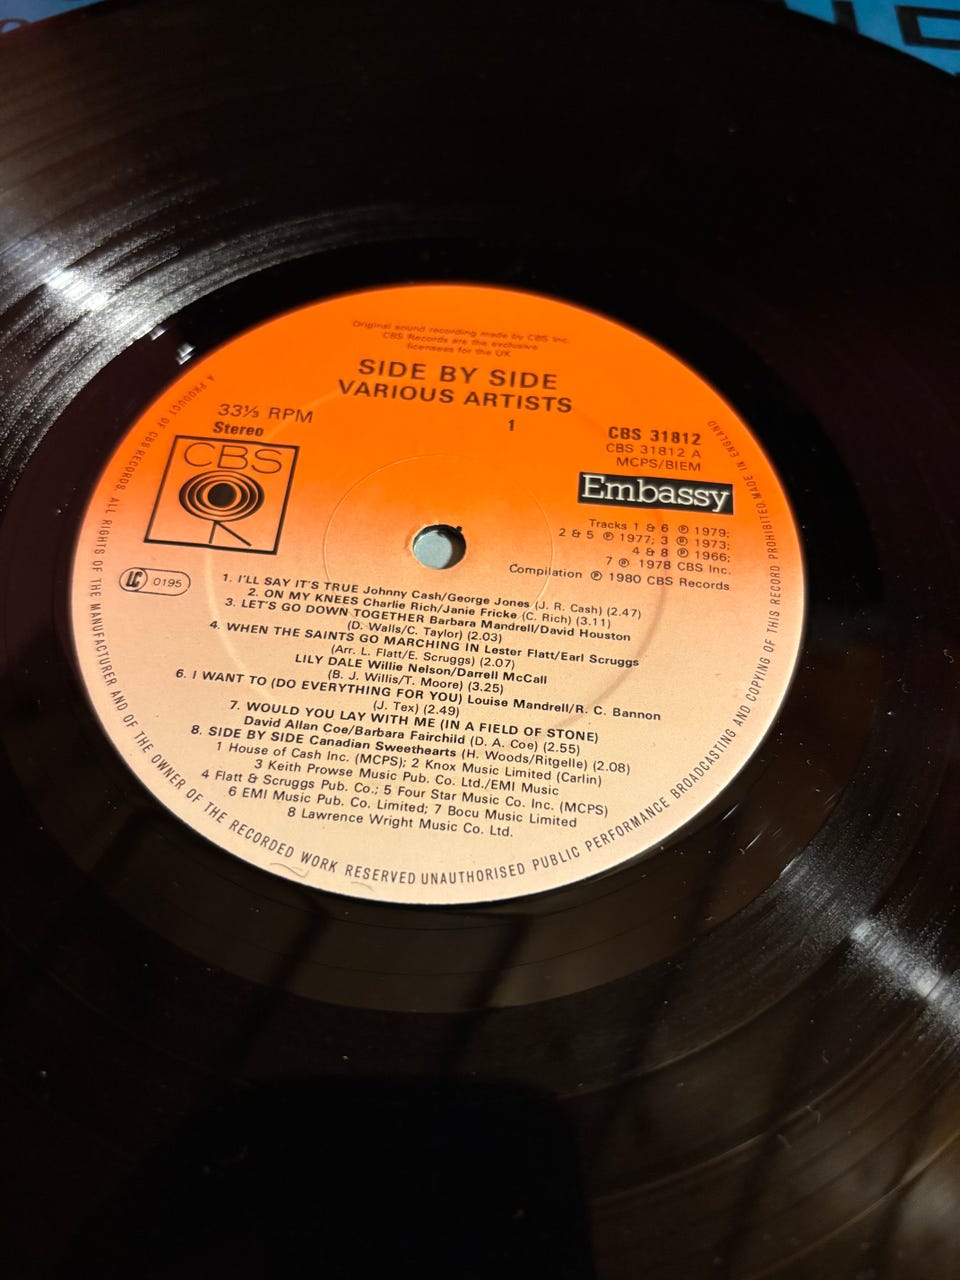 Original sound recording made by CBS Inc.
CBS Records are the exclusive
licensees for the UK
SIDE BY SIDE
VARIOUS ARTISTS
33⅓ RPM
Stereo
1
CBS
CBS 31812
CBS 31812 A
MCPS/BIEM
Embassy
Tracks 1 & 6 ℗ 1979;
2 & 5 ℗ 1977; 3 ℗ 1973;
4 & 8 ℗ 1966;
7 ℗ 1978 CBS Inc.
Compilation ℗ 1980 CBS Records
LC 0195
1. I'LL SAY IT'S TRUE Johnny Cash/George Jones (J. R. Cash) (2.47)
2. ON MY KNEES Charlie Rich/Janie Fricke (C. Rich) (3.11)
3. LET'S GO DOWN TOGETHER Barbara Mandrell/David Houston
(D. Walls/C. Taylor) (2.03)
4. WHEN THE SAINTS GO MARCHING IN Lester Flatt/Earl Scruggs
(Arr. L. Flatt/E. Scruggs) (2.07)
LILY DALE Willie Nelson/Darrell McCall
(B. J. Willis/T. Moore) (3.25)
6. I WANT TO (DO EVERYTHING FOR YOU) Louise Mandrell/R. C. Bannon
(J. Tex) (2.49)
7. WOULD YOU LAY WITH ME (IN A FIELD OF STONE)
David Allan Coe/Barbara Fairchild (D. A. Coe) (2.55)
8. SIDE BY SIDE Canadian Sweethearts (H. Woods/Ritgelle) (2.08)
1 House of Cash Inc. (MCPS); 2 Knox Music Limited (Carlin)
3 Keith Prowse Music Pub. Co. Ltd./EMI Music
4 Flatt & Scruggs Pub. Co.; 5 Four Star Music Co. Inc. (MCPS)
6 EMI Music Pub. Co. Limited; 7 Bocu Music Limited
8 Lawrence Wright Music Co. Ltd.
A PRODUCT OF CBS RECORDS. ALL RIGHTS OF THE MANUFACTURER AND OF THE OWNER OF THE RECORDED WORK RESERVED UNAUTHORISED PUBLIC PERFORMANCE BROADCASTING AND COPYING OF THIS RECORD PROHIBITED. MADE IN ENGLAND